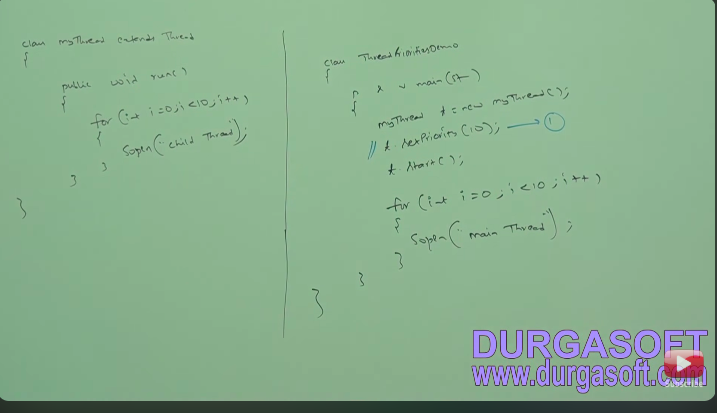 class myThread extends Thread
{
public void run()
{
for (int i=0; i<10; i++)
{
Sopln("child Thread");
}
}
}
class ThreadPrioritiesDemo
{
p s v main(St
{
myThread t = new myThread();
// t.setPriority(10); → 1
t.start();
for (int i=0; i<10; i++)
{
Sopln("main Thread");
}
}
}
DURGASOFT
www.durgasoft.com
SUBSCRIBE